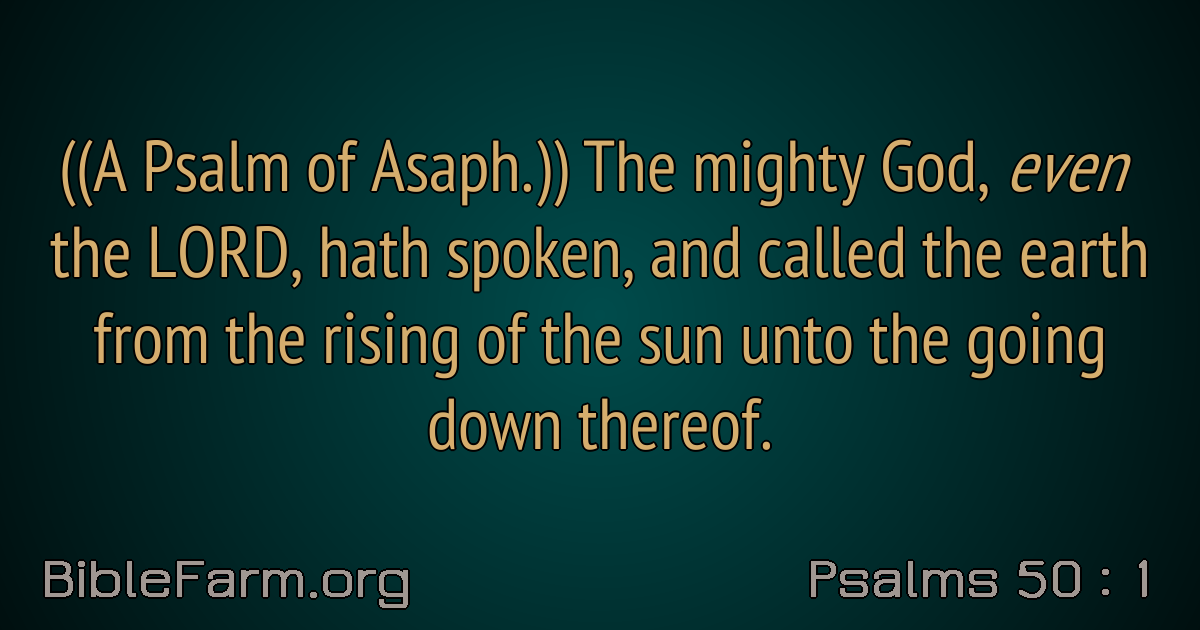 ((A Psalm of Asaph.)) The mighty God, even
the LORD, hath spoken, and called the earth
from the rising of the sun unto the going
down thereof.
BibleFarm.org
Psalms 50 : 1